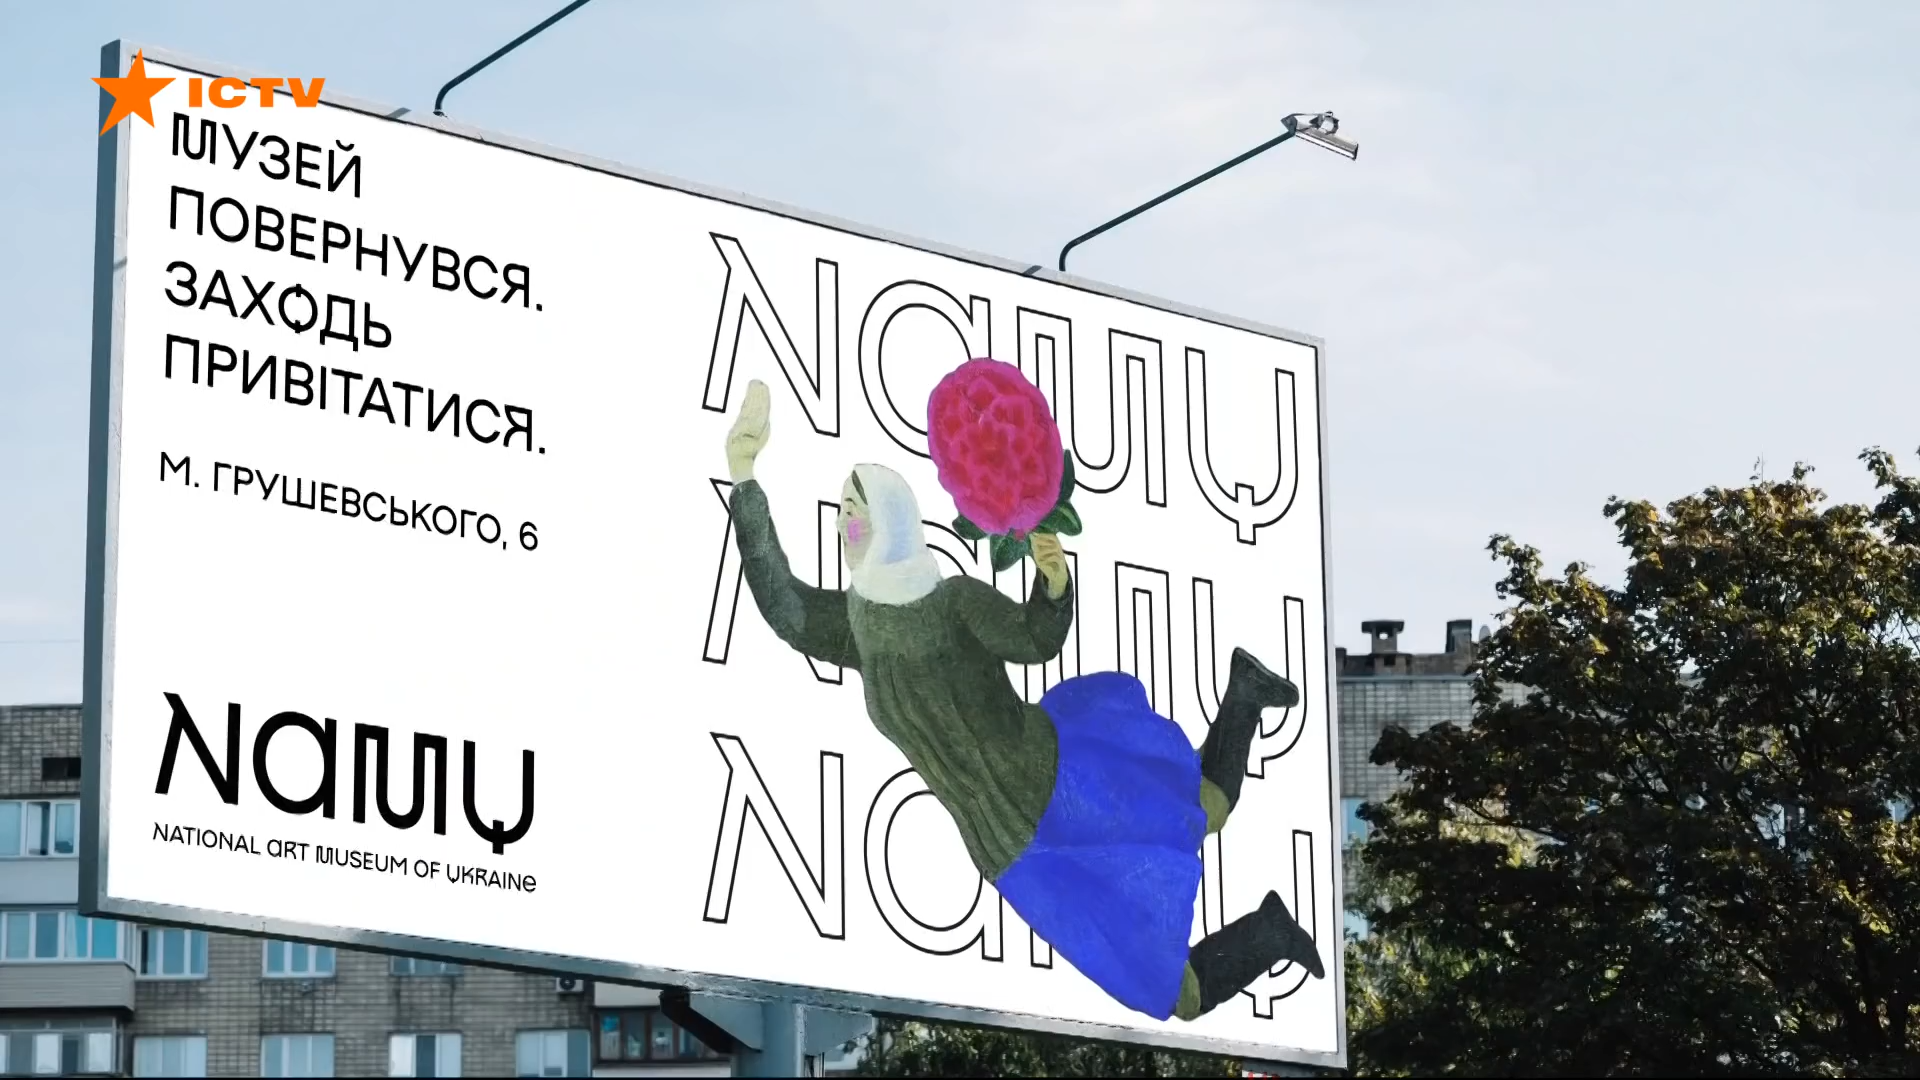 ICTV
МУЗЕЙ
ПОВЕРНУВСЯ.
ЗАХОДЬ
ПРИВІТАТИСЯ.
М. ГРУШЕВСЬКОГО, 6
NAMU
NATIONAL ART MUSEUM OF UKRAINE
NAMU
NAMU
NAMU